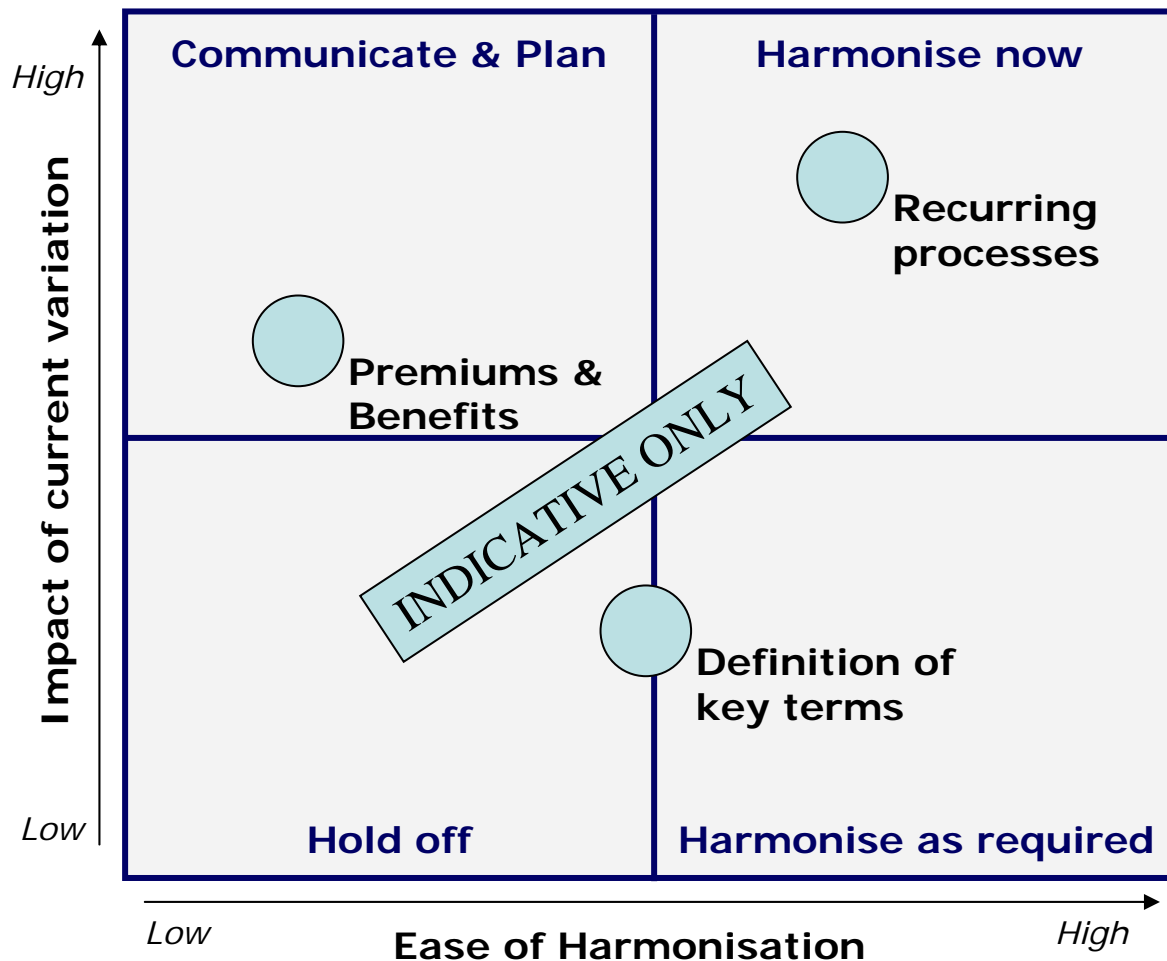 Communicate & Plan
Harmonise now
High
Recurring
processes
Impact of current variation
Premiums &
Benefits
INDICATIVE ONLY
Definition of
key terms
Low
Hold off
Harmonise as required
Low
High
Ease of Harmonisation